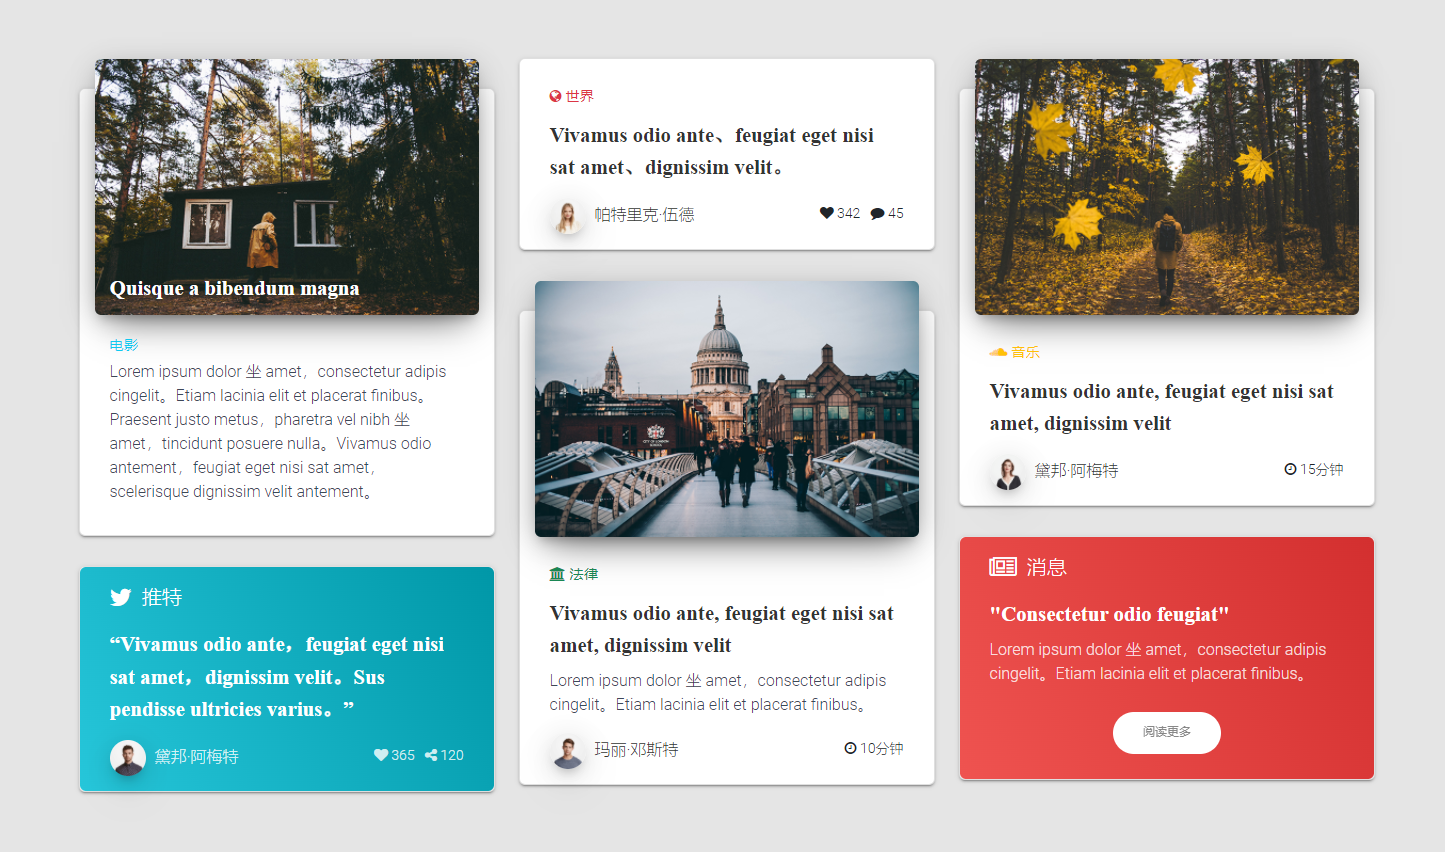 Quisque a bibendum magna
电影
Lorem ipsum dolor 坐 amet，consectetur adipis
cingelit。Etiam lacinia elit et placerat finibus。
Praesent justo metus，pharetra vel nibh 坐
amet，tincidunt posuere nulla。Vivamus odio
antement，feugiat eget nisi sat amet，
scelerisque dignissim velit antement。
推特
“Vivamus odio ante，feugiat eget nisi
sat amet，dignissim velit。Sus
pendisse ultricies varius。”
黛邦·阿梅特
365 120
世界
Vivamus odio ante、feugiat eget nisi
sat amet、dignissim velit。
帕特里克·伍德
342 45
CITY OF LONDON
SCHOOL
法律
Vivamus odio ante, feugiat eget nisi sat
amet, dignissim velit
Lorem ipsum dolor 坐 amet，consectetur adipis
cingelit。Etiam lacinia elit et placerat finibus。
玛丽·邓斯特
10分钟
音乐
Vivamus odio ante, feugiat eget nisi sat
amet, dignissim velit
黛邦·阿梅特
15分钟
消息
"Consectetur odio feugiat"
Lorem ipsum dolor 坐 amet，consectetur adipis
cingelit。Etiam lacinia elit et placerat finibus。
阅读更多